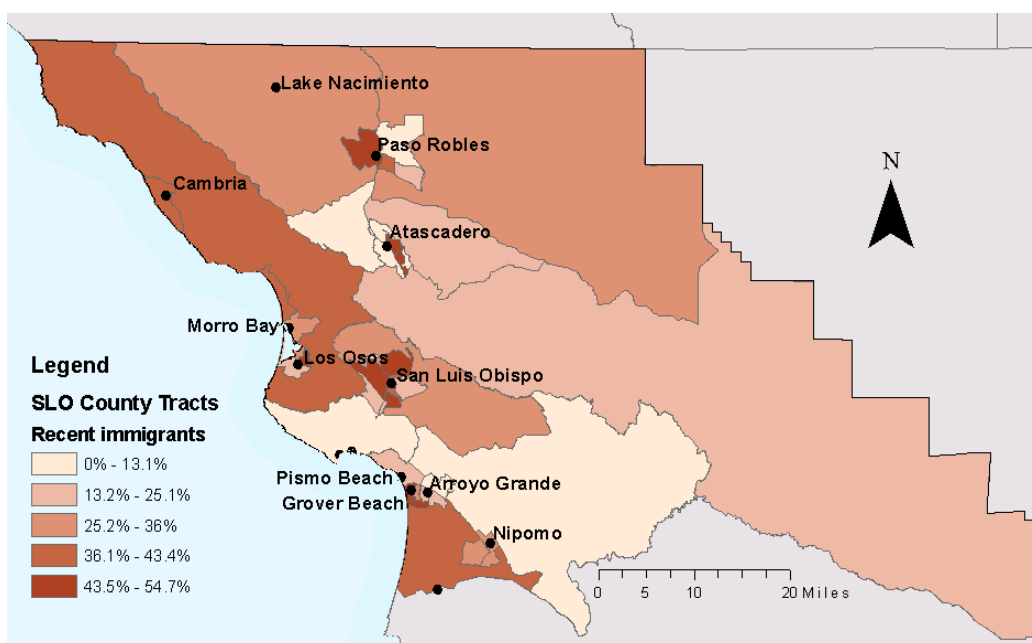 Lake Nacimiento
Paso Robles
N
Cambria
Atascadero
Morro Bay
Los Osos
San Luis Obispo
Legend
SLO County Tracts
Recent immigrants
0% - 13.1%
13.2% - 25.1%
25.2% - 36%
36.1% - 43.4%
43.5% - 54.7%
Pismo Beach
Arroyo Grande
Grover Beach
Nipomo
0 5 10 20 Miles